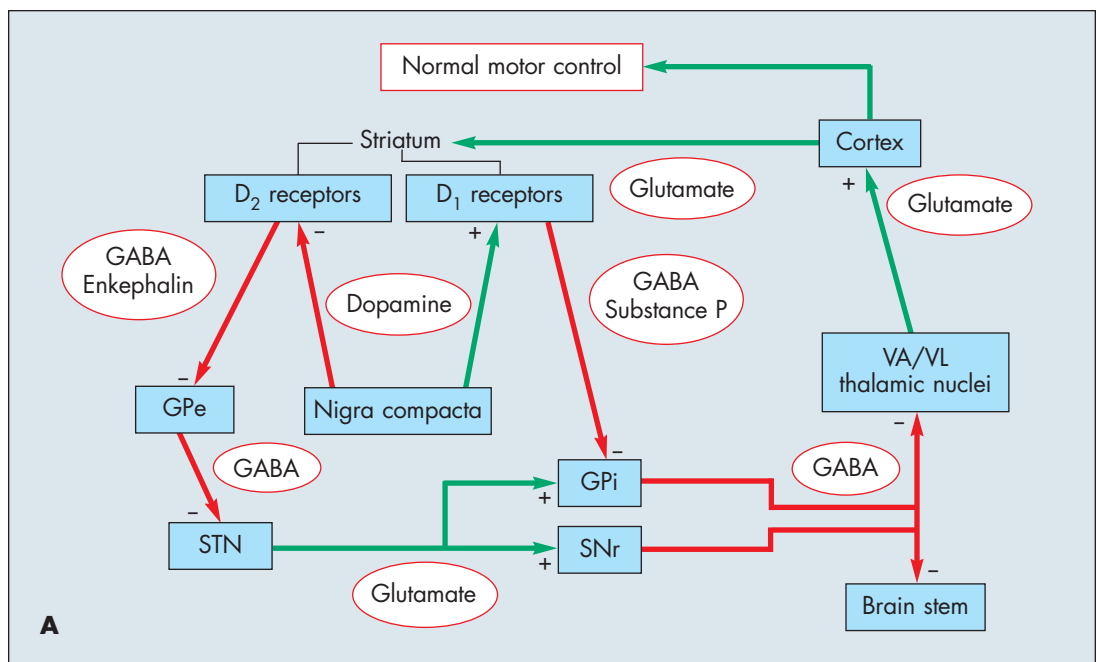 Normal motor control
Striatum
Cortex
D2 receptors
D1 receptors
Glutamate
+
Glutamate
−
+
GABA
Enkephalin
Dopamine
GABA
Substance P
VA/VL
thalamic nuclei
−
GPe
Nigra compacta
−
GABA
−
GPi
GABA
+
−
STN
SNr
+
−
Glutamate
Brain stem
A